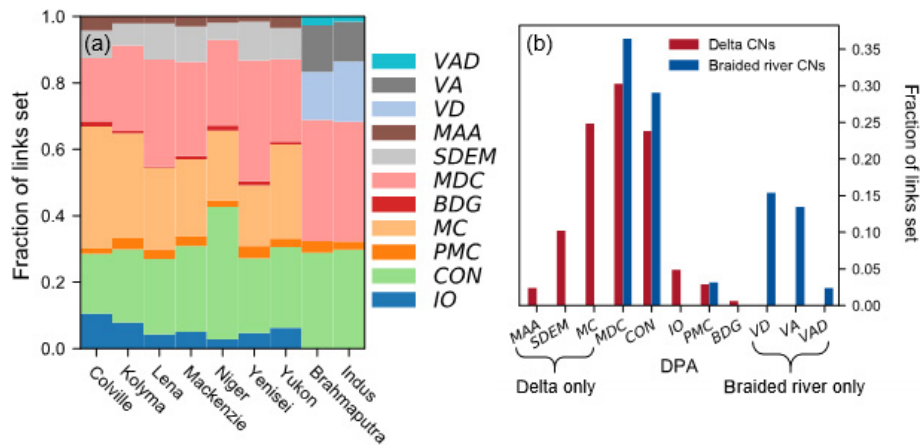 (a)
Fraction of links set
1.0
0.8
0.6
0.4
0.2
0.0
Colville
Kolyma
Lena
Mackenzie
Niger
Yenisei
Yukon
Brahmaputra
Indus
VAD
VA
VD
MAA
SDEM
MDC
BDG
MC
PMC
CON
IO
(b)
Delta CNs
Braided river CNs
0.35
0.30
0.25
0.20
0.15
0.10
0.05
0.00
Fraction of links set
MAA
SDEM
MC
MDC
CON
IO
PMC
BDG
VD
VA
VAD
DPA
Delta only
Braided river only